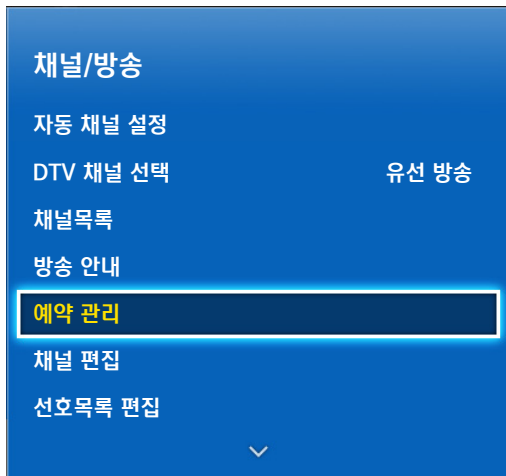 채널/방송
자동 채널 설정
DTV 채널 선택 유선 방송
채널목록
방송 안내
예약 관리
채널 편집
선호목록 편집